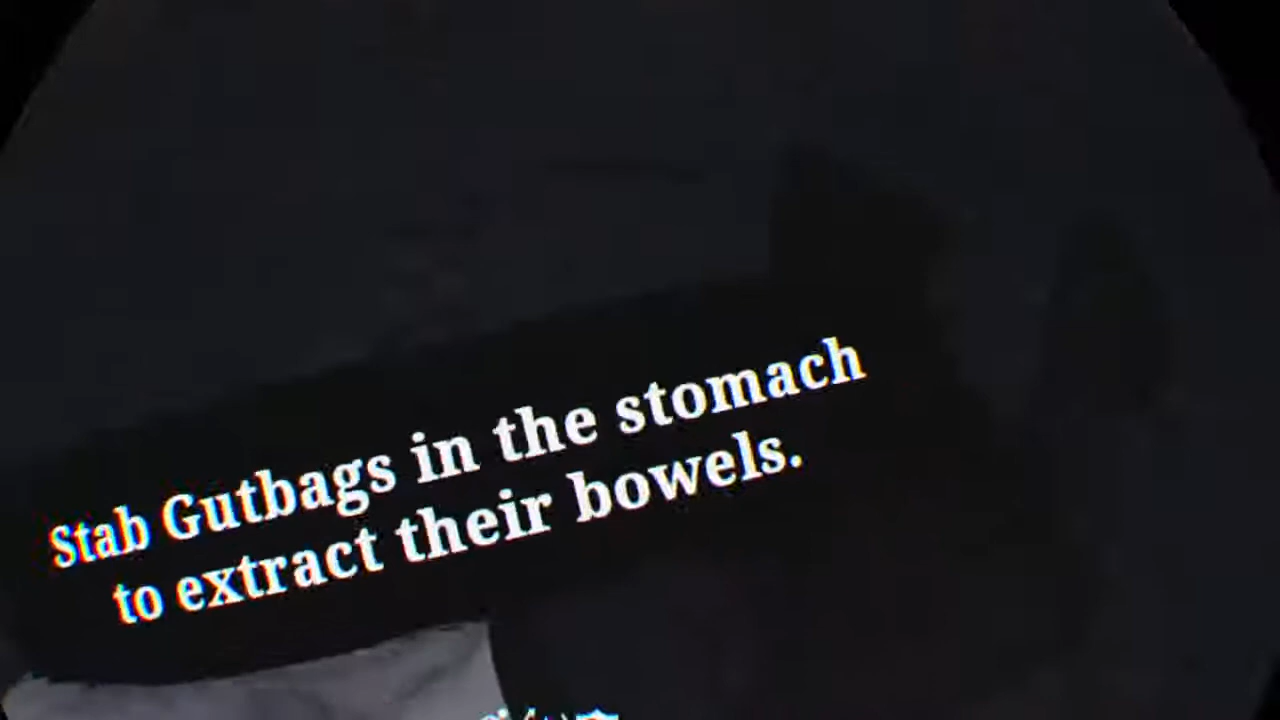 Stab Gutbags in the stomach
to extract their bowels.